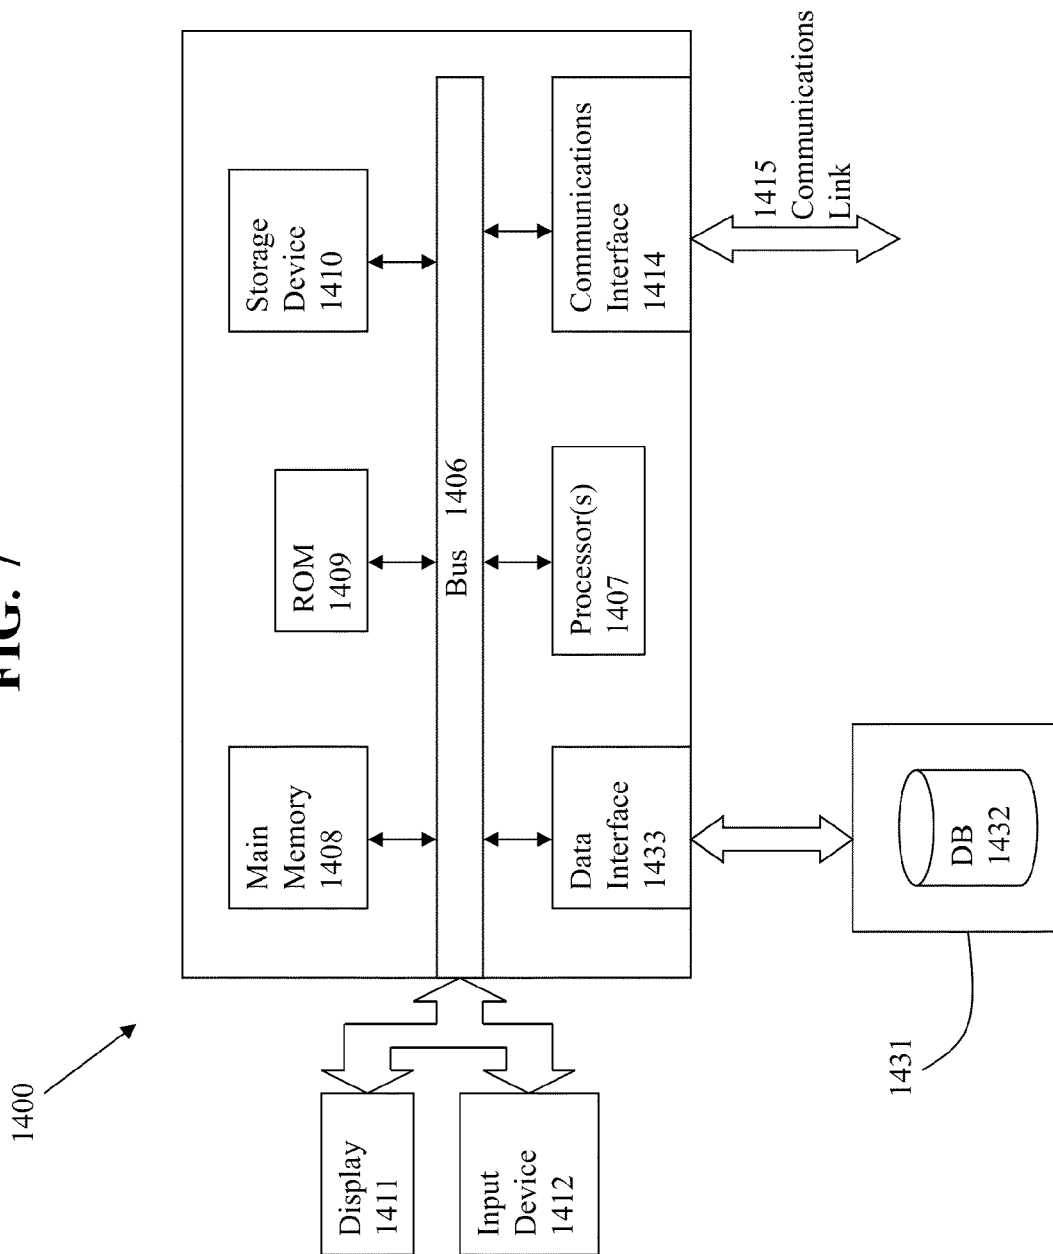 FIG. 7
1400
Display
1411
Input
Device
1412
Main
Memory
1408
ROM
1409
Storage
Device
1410
Bus 1406
Data
Interface
1433
Processor(s)
1407
Communications
Interface
1414
1415
Communications
Link
1431
DB
1432